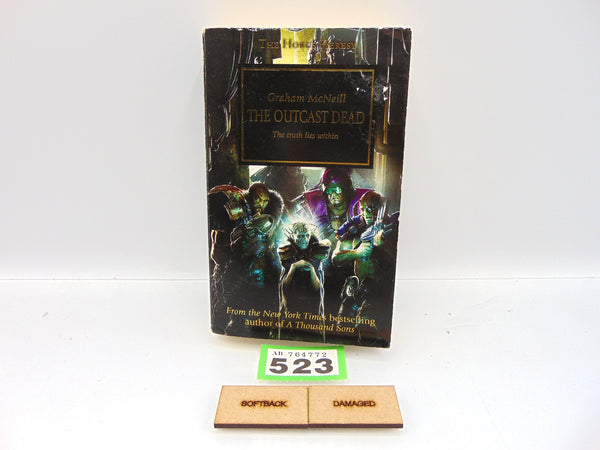 THE HORUS HERESY
Graham McNeill
THE OUTCAST DEAD
The truth lies within
From the New York Times bestselling
author of A Thousand Sons
AB 764772
523
SOFTBACK DAMAGED